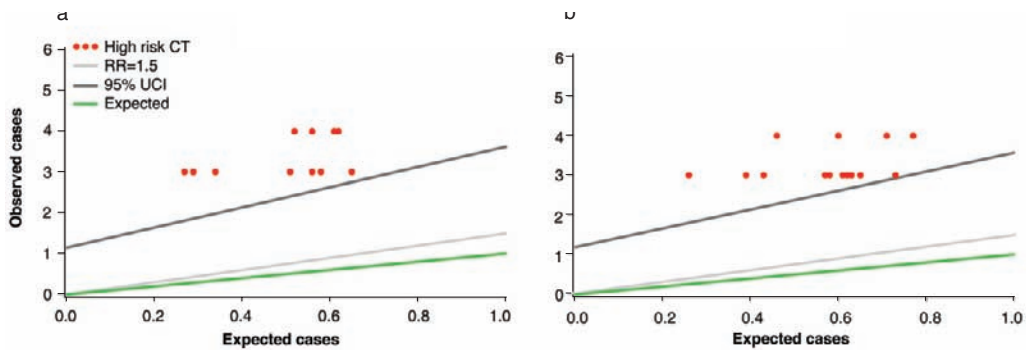 a
6
5
4
3
2
1
0
High risk CT
RR=1.5
95% UCI
Expected
Observed cases
0.0 0.2 0.4 0.6 0.8 1.0
Expected cases
b
6
5
4
3
2
1
0
0.0 0.2 0.4 0.6 0.8 1.0
Expected cases